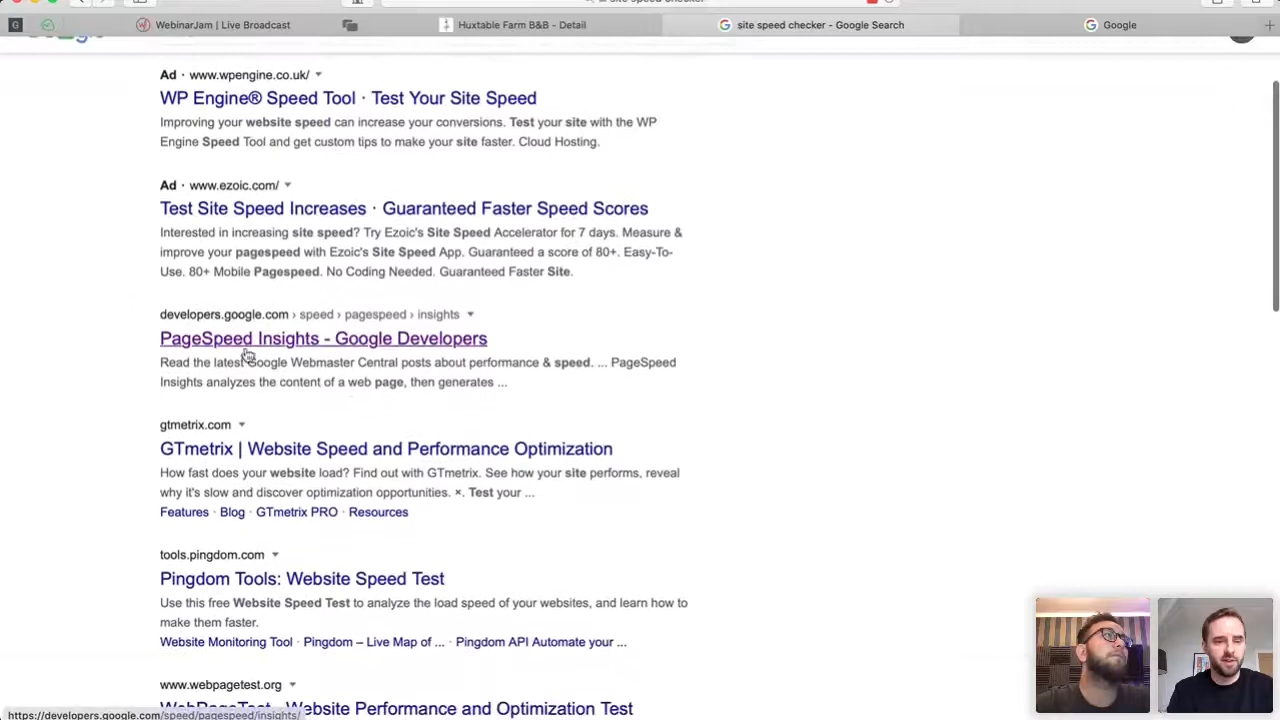 site speed checker
G
WebinarJam | Live Broadcast
Huxtable Farm B&B - Detail
site speed checker - Google Search
Google
Ad · www.wpengine.co.uk/
WP Engine® Speed Tool · Test Your Site Speed
Improving your website speed can increase your conversions. Test your site with the WP
Engine Speed Tool and get custom tips to make your site faster. Cloud Hosting.
Ad · www.ezoic.com/
Test Site Speed Increases · Guaranteed Faster Speed Scores
Interested in increasing site speed? Try Ezoic's Site Speed Accelerator for 7 days. Measure &
improve your pagespeed with Ezoic's Site Speed App. Guaranteed a score of 80+. Easy-To-
Use. 80+ Mobile Pagespeed. No Coding Needed. Guaranteed Faster Site.
developers.google.com › speed › pagespeed › insights
PageSpeed Insights - Google Developers
Read the latest Google Webmaster Central posts about performance & speed. ... PageSpeed
Insights analyzes the content of a web page, then generates ...
gtmetrix.com
GTmetrix | Website Speed and Performance Optimization
How fast does your website load? Find out with GTmetrix. See how your site performs, reveal
why it's slow and discover optimization opportunities. ×. Test your ...
Features · Blog · GTmetrix PRO · Resources
tools.pingdom.com
Pingdom Tools: Website Speed Test
Use this free Website Speed Test to analyze the load speed of your websites, and learn how to
make them faster.
Website Monitoring Tool · Pingdom – Live Map of ... · Pingdom API Automate your ...
www.webpagetest.org
WebPageTest - Website Performance and Optimization Test
https://developers.google.com/speed/pagespeed/insights/